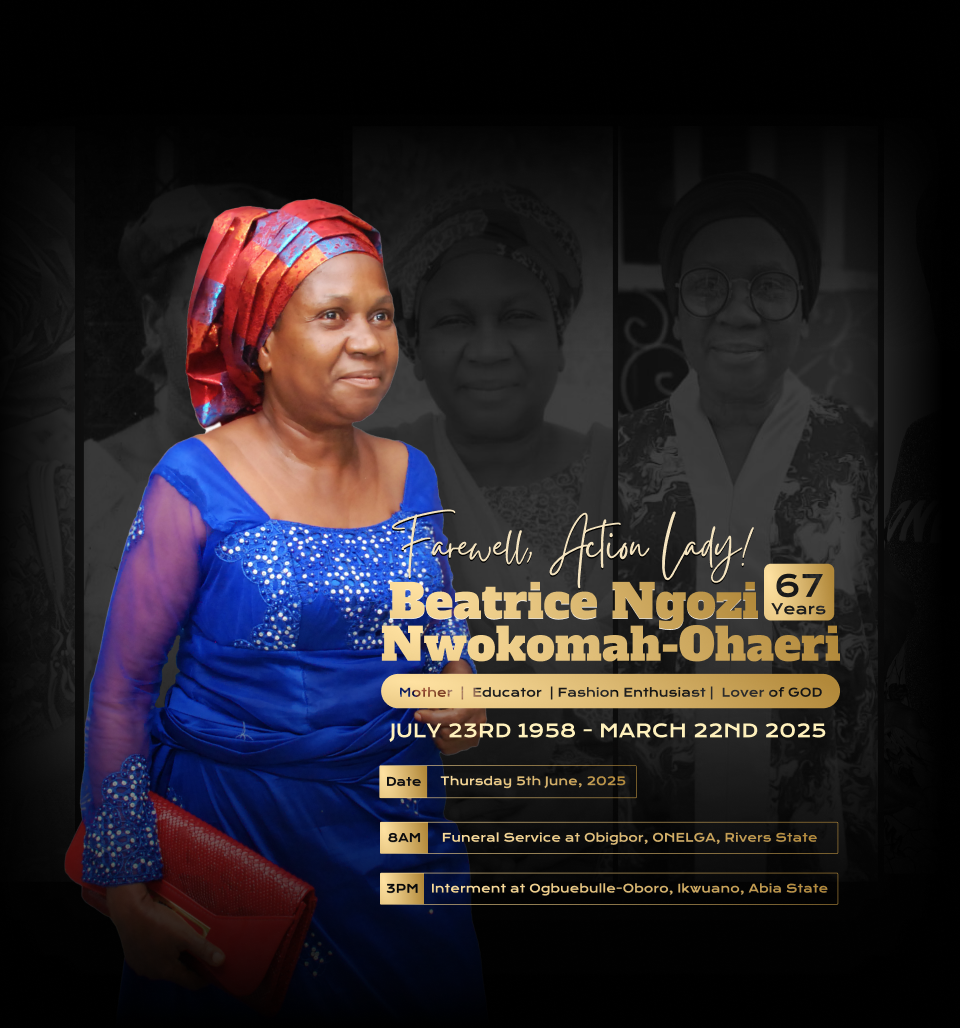 Farewell, Action Lady!
Beatrice Ngozi
67
Years
Nwokomah-Ohaeri
Mother | Educator | Fashion Enthusiast | Lover of GOD
JULY 23RD 1958 - MARCH 22ND 2025
Date Thursday 5th June, 2025
8AM Funeral Service at Obigbor, ONELGA, Rivers State
3PM Interment at Ogbuebulle-Oboro, Ikwuano, Abia State